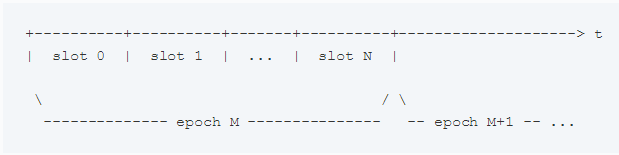 +----------+----------+-------+----------+--------------------> t
|  slot 0  |  slot 1  |  ...  |  slot N  |
 \                                      / \
  -------------- epoch M ---------------   -- epoch M+1 -- ...